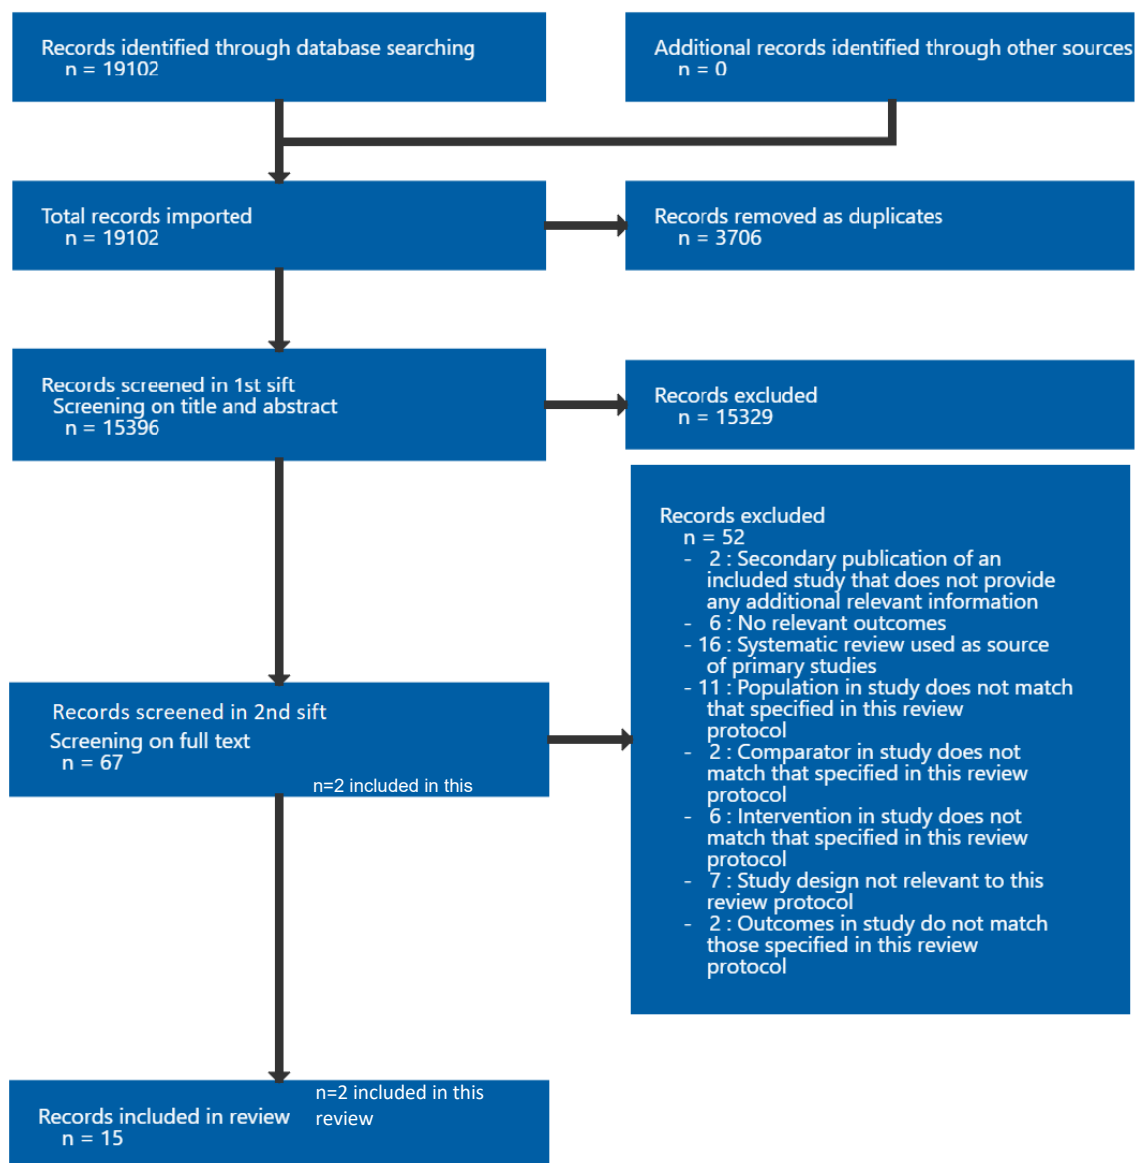 Records identified through database searching
n = 19102
Additional records identified through other sources
n = 0
Total records imported
n = 19102
Records removed as duplicates
n = 3706
Records screened in 1st sift
Screening on title and abstract
n = 15396
Records excluded
n = 15329
Records excluded
n = 52
- 2 : Secondary publication of an
included study that does not provide
any additional relevant information
- 6 : No relevant outcomes
- 16 : Systematic review used as source
of primary studies
- 11 : Population in study does not match
that specified in this review
protocol
- 2 : Comparator in study does not
match that specified in this review
protocol
- 6 : Intervention in study does not
match that specified in this review
protocol
- 7 : Study design not relevant to this
review protocol
- 2 : Outcomes in study do not match
those specified in this review
protocol
Records screened in 2nd sift
Screening on full text
n = 67
n=2 included in this
n=2 included in this
review
Records included in review
n = 15